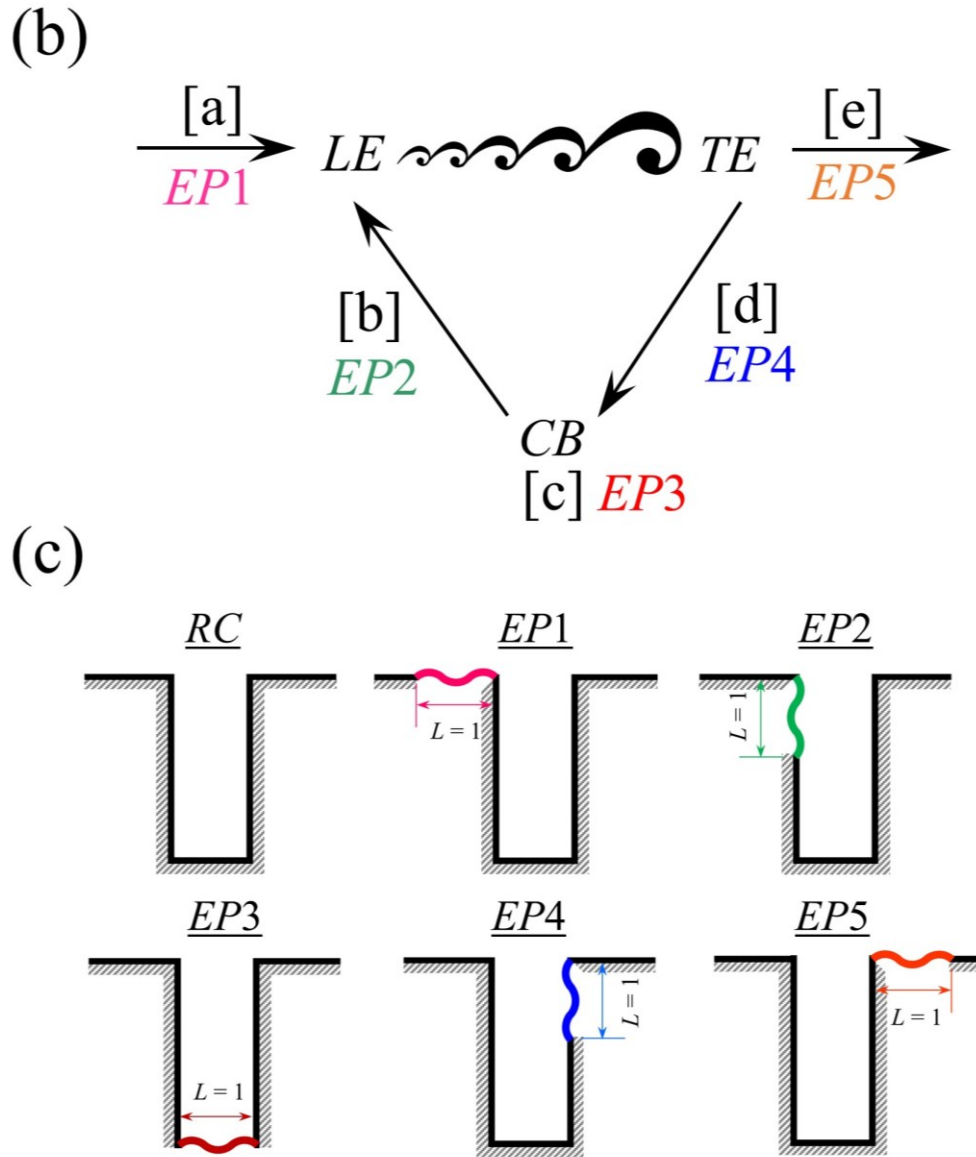 (b)
[a]
EP1
LE
TE
[e]
EP5
[b]
EP2
[d]
EP4
CB
[c] EP3
(c)
RC
EP1
EP2
L = 1
L = 1
EP3
EP4
EP5
L = 1
L = 1
L = 1